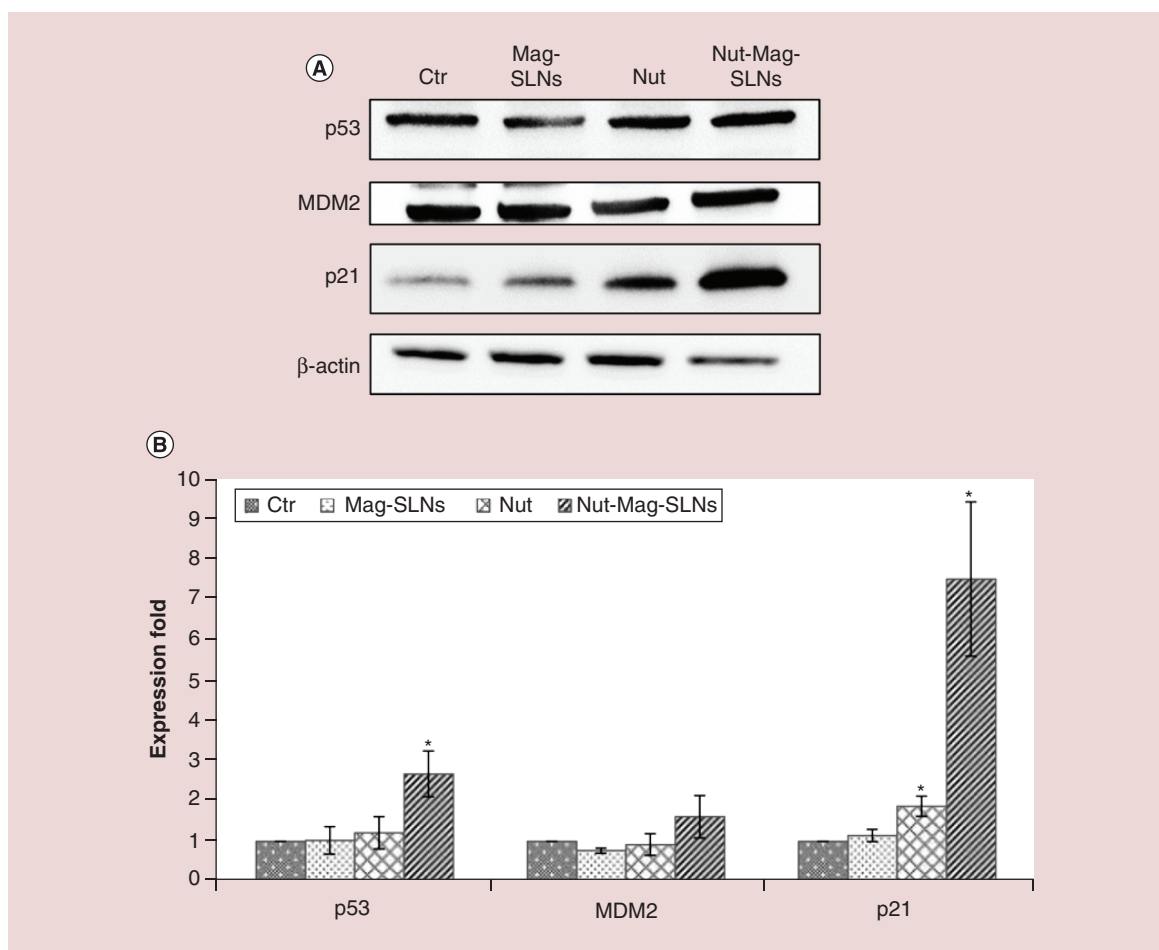 A
Ctr
Mag-
SLNs
Nut
Nut-Mag-
SLNs
p53
MDM2
p21
β-actin
B
Expression fold
10
9
8
7
6
5
4
3
2
1
0
Ctr Mag-SLNs Nut Nut-Mag-SLNs
*
*
*
p53 MDM2 p21